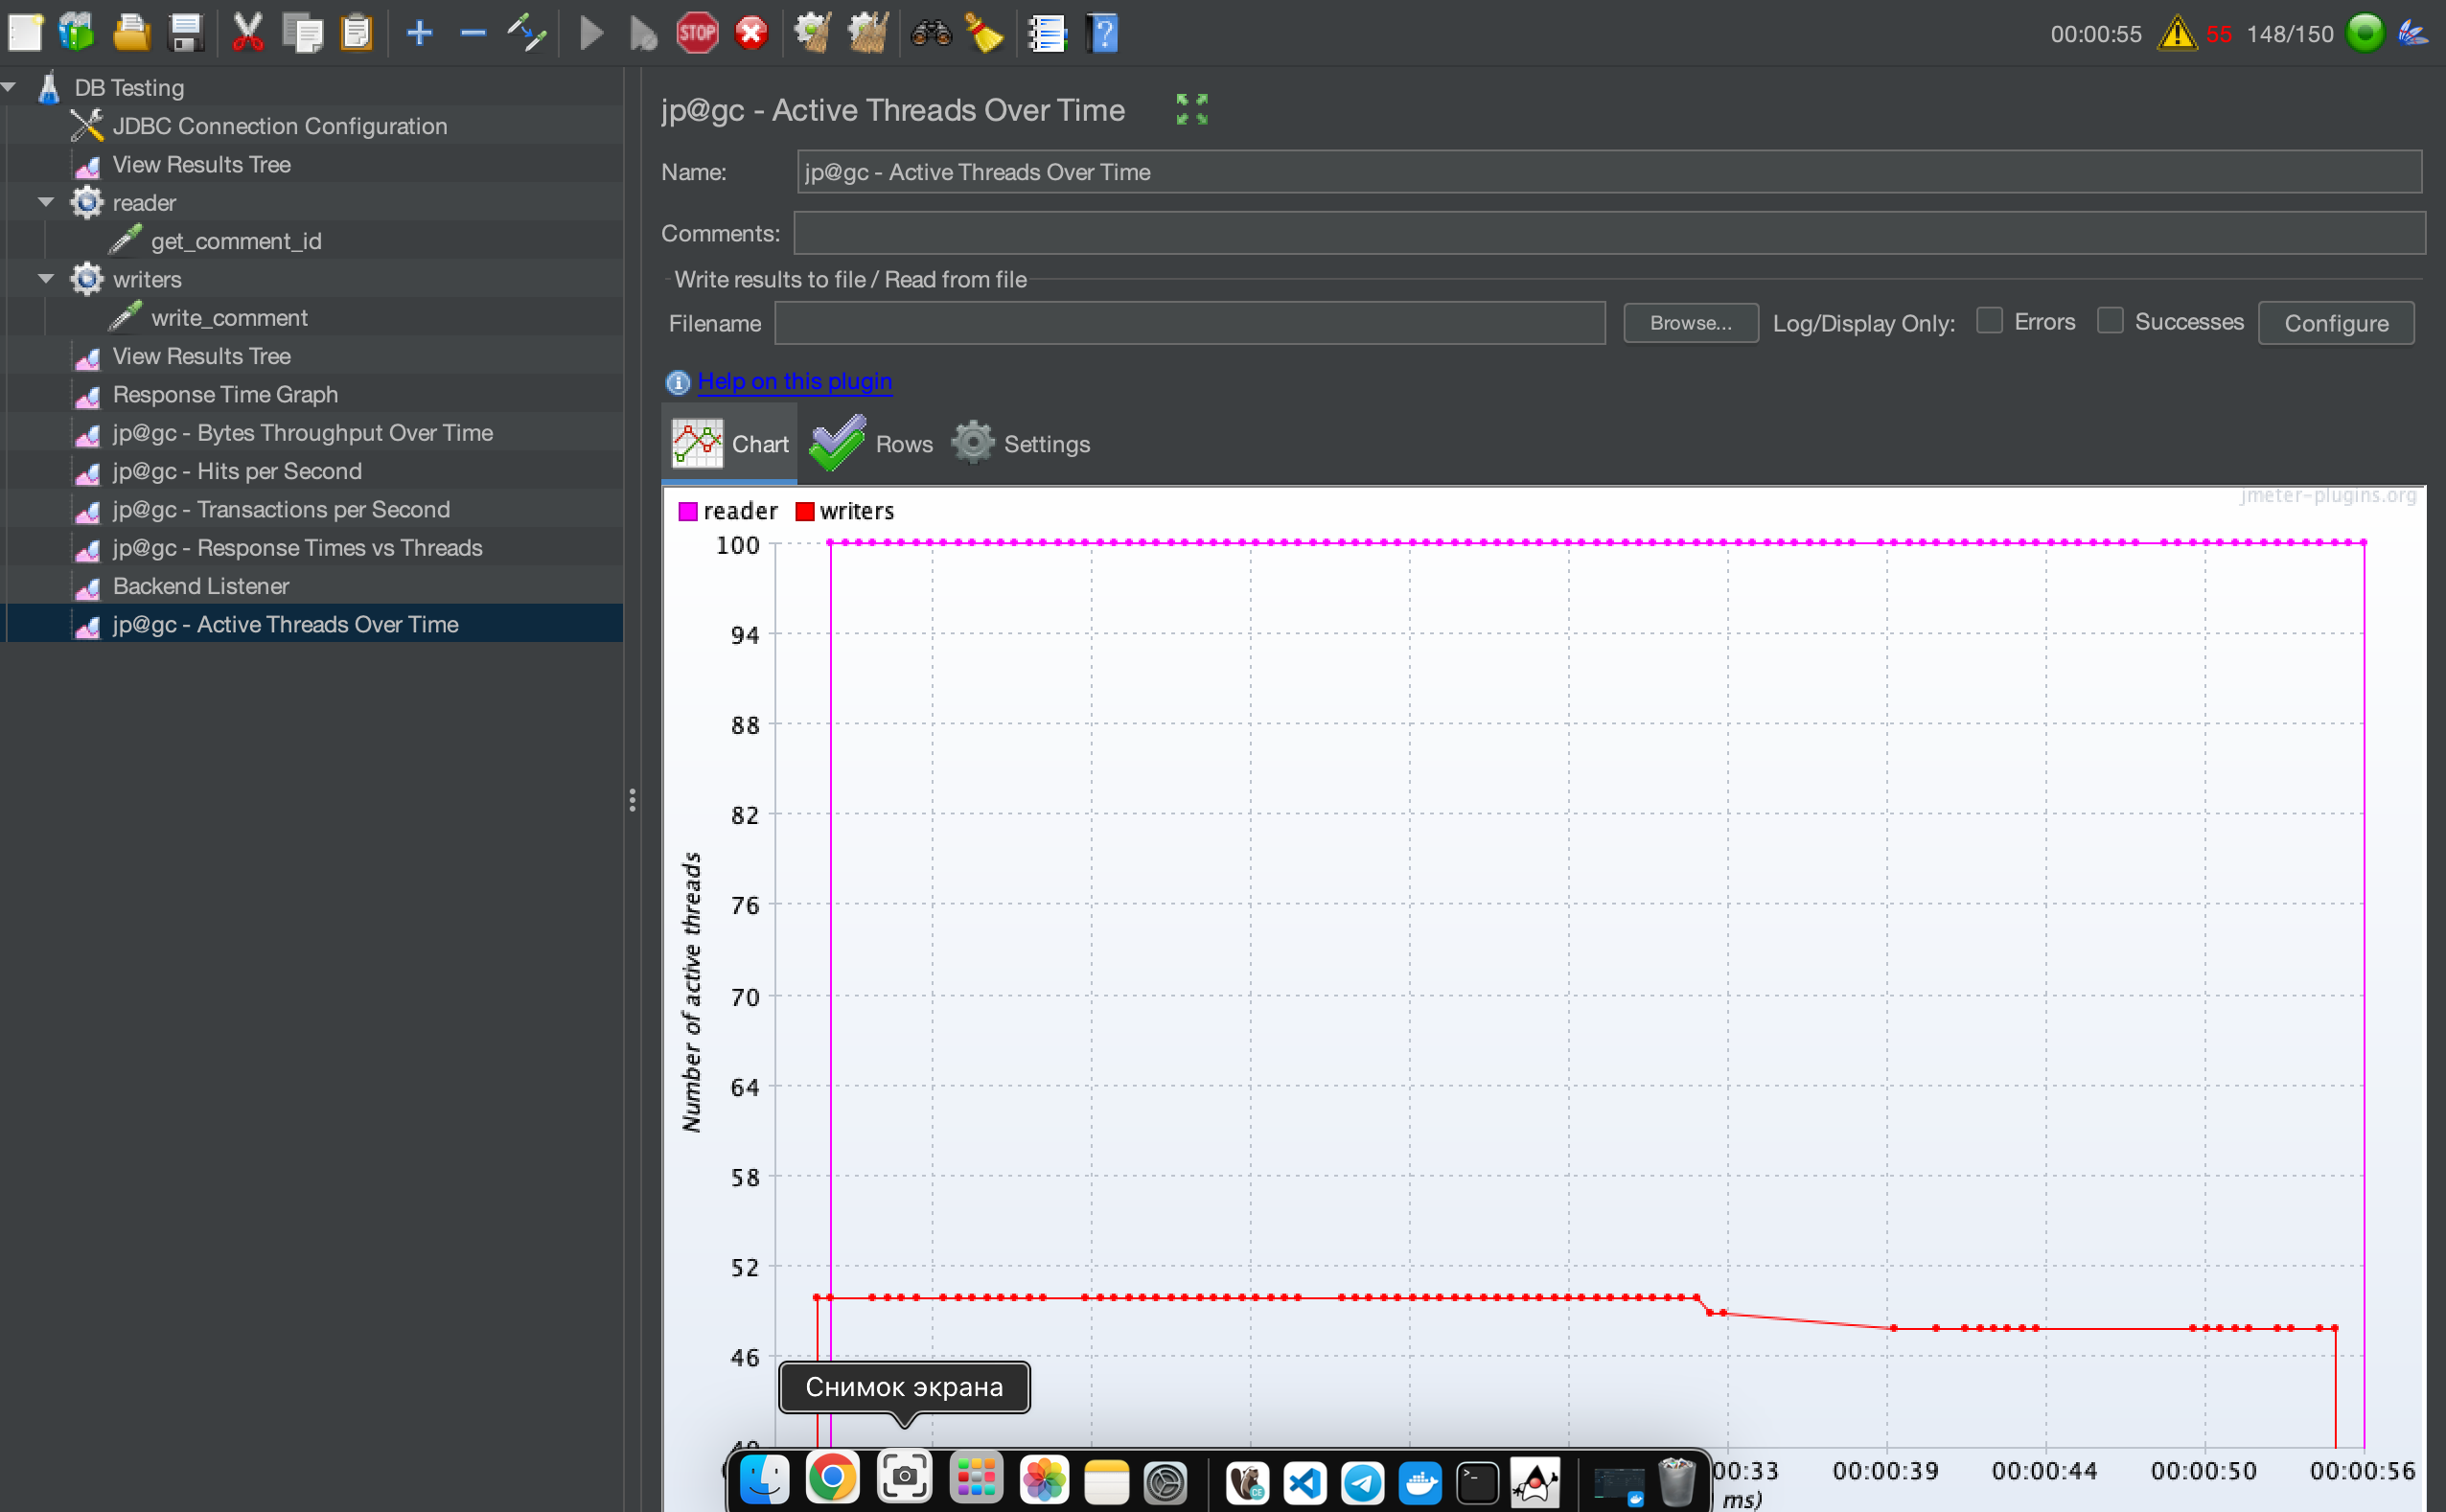 STOP
00:00:55
55
148/150
DB Testing
JDBC Connection Configuration
View Results Tree
reader
get_comment_id
writers
write_comment
View Results Tree
Response Time Graph
jp@gc - Bytes Throughput Over Time
jp@gc - Hits per Second
jp@gc - Transactions per Second
jp@gc - Response Times vs Threads
Backend Listener
jp@gc - Active Threads Over Time
jp@gc - Active Threads Over Time
Name: jp@gc - Active Threads Over Time
Comments:
Write results to file / Read from file
Filename Browse... Log/Display Only: Errors Successes Configure
Help on this plugin
Chart Rows Settings
jmeter-plugins.org
reader writers
100
94
88
82
76
70
64
58
52
46
Number of active threads
Снимок экрана
00:33 00:00:39 00:00:44 00:00:50 00:00:56
ms)